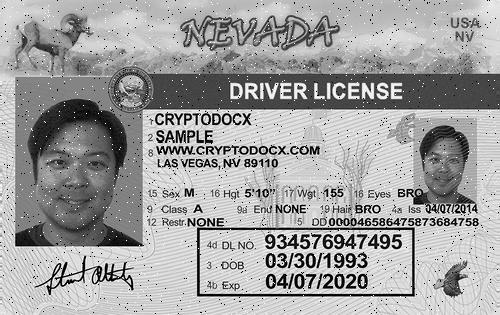 NEVADA
USA
NV
DRIVER LICENSE
1 CRYPTODOCX
2 SAMPLE
8 WWW.CRYPTODOCX.COM
LAS VEGAS, NV 89110
15 Sex M 16 Hgt 5'10" 17 Wgt 155 18 Eyes BRO
9 Class A 9a End NONE 19 Hair BRO 4a Iss 04/07/2014
12 Restr. NONE 5 DD 000046586475873684758
4d DL NO. 934576947495
3 DOB 03/30/1993
4b Exp 04/07/2020